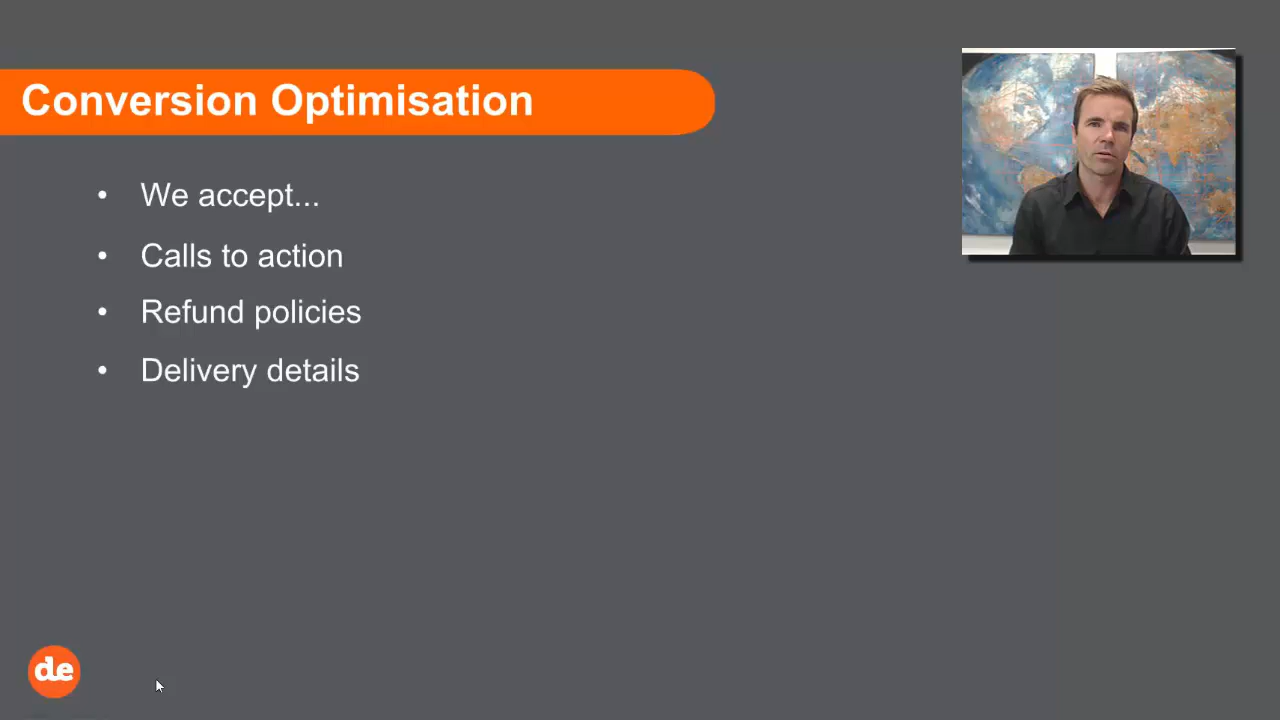 Conversion Optimisation
• We accept...
• Calls to action
• Refund policies
• Delivery details
de